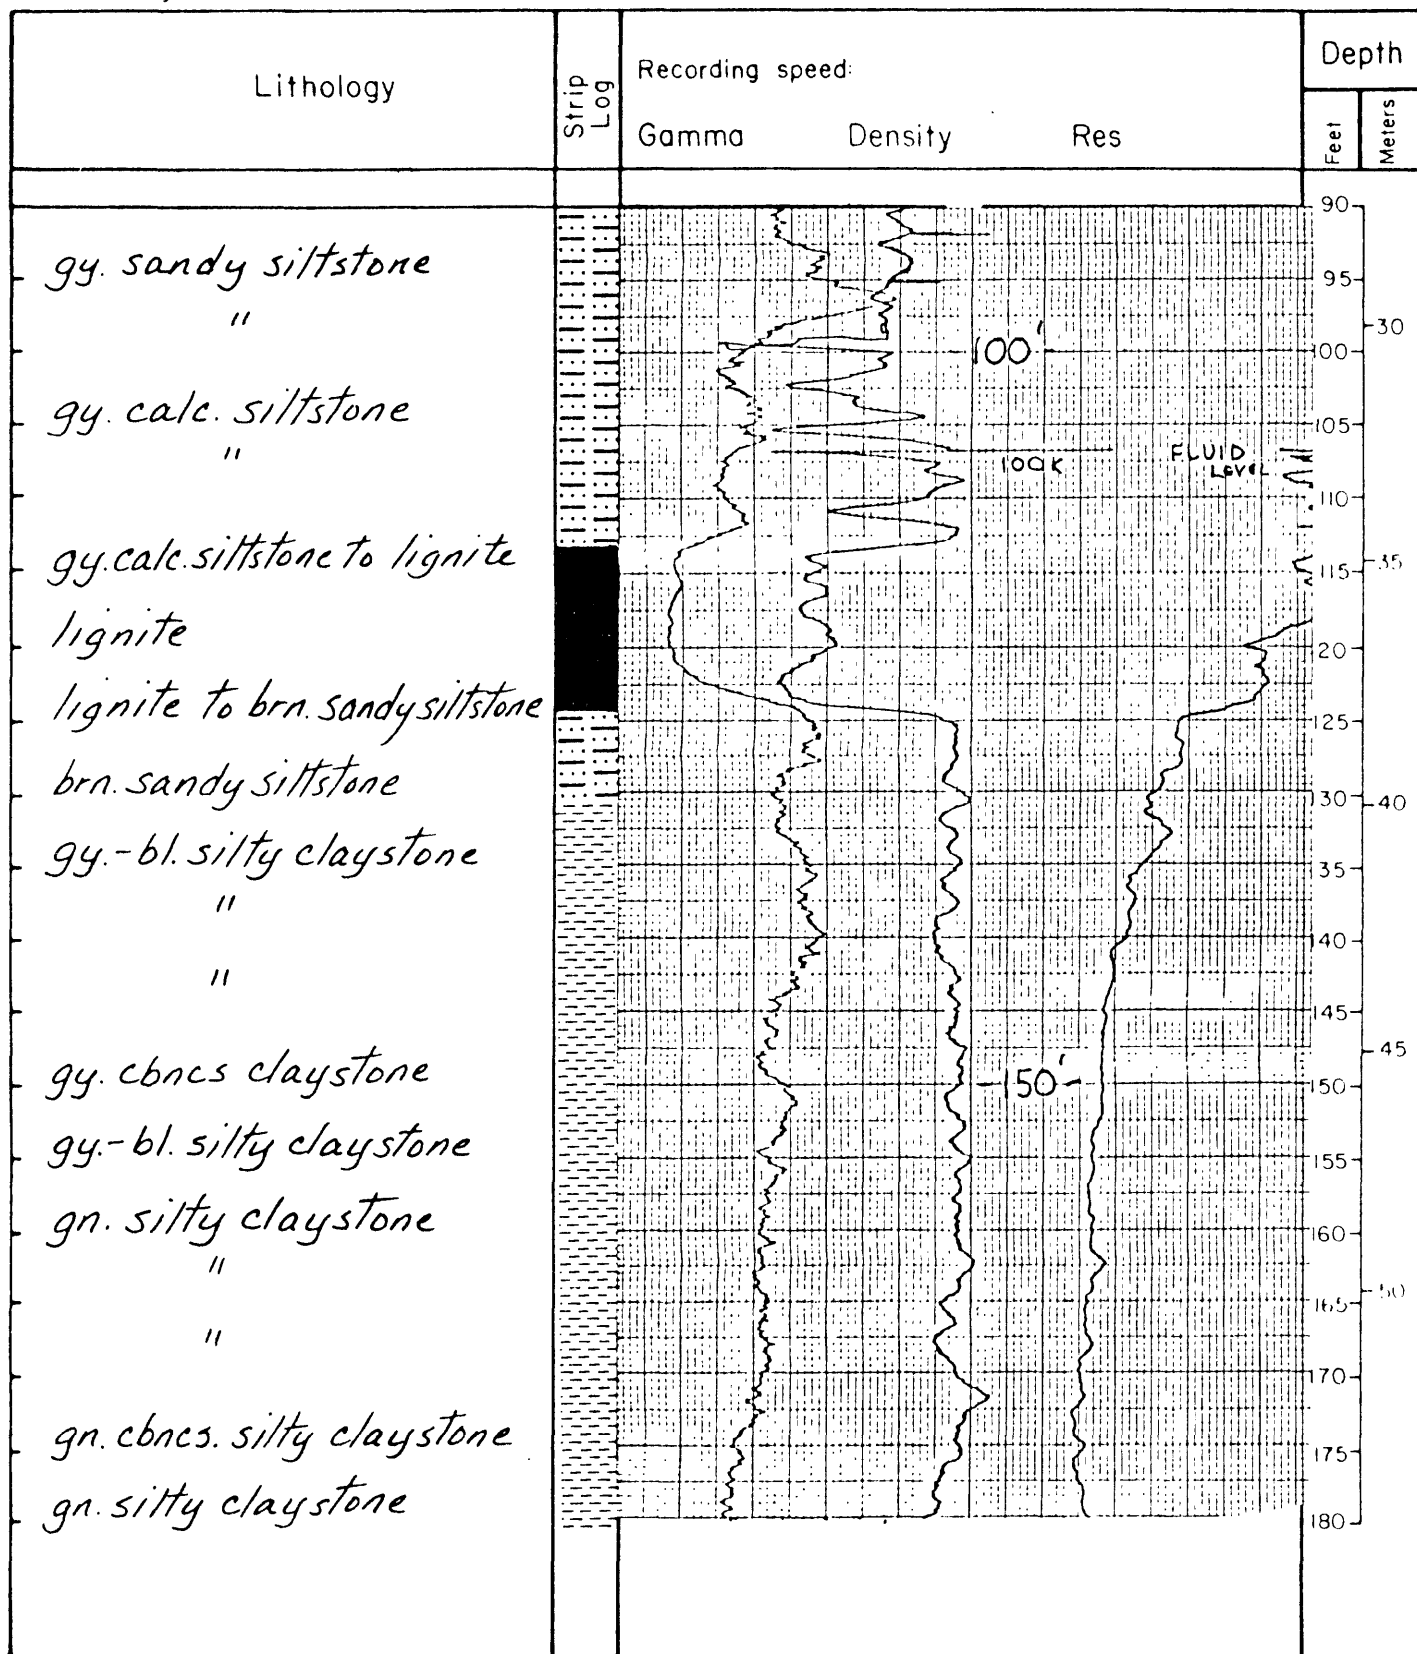 Lithology
Strip Log
Recording speed:
Gamma Density Res
Depth
Feet
Meters
90
gy. sandy siltstone
95
"
30
100'
100
gy. calc. siltstone
105
"
100K
FLUID
LEVEL
110
gy. calc. siltstone to lignite
35
115
lignite
120
lignite to brn. sandy siltstone
125
brn. sandy siltstone
130
40
gy.-bl. silty claystone
135
"
140
"
145
45
gy. cbncs claystone
150'
150
gy.-bl. silty claystone
155
gn. silty claystone
160
"
50
165
"
170
gn. cbncs. silty claystone
175
gn. silty claystone
180